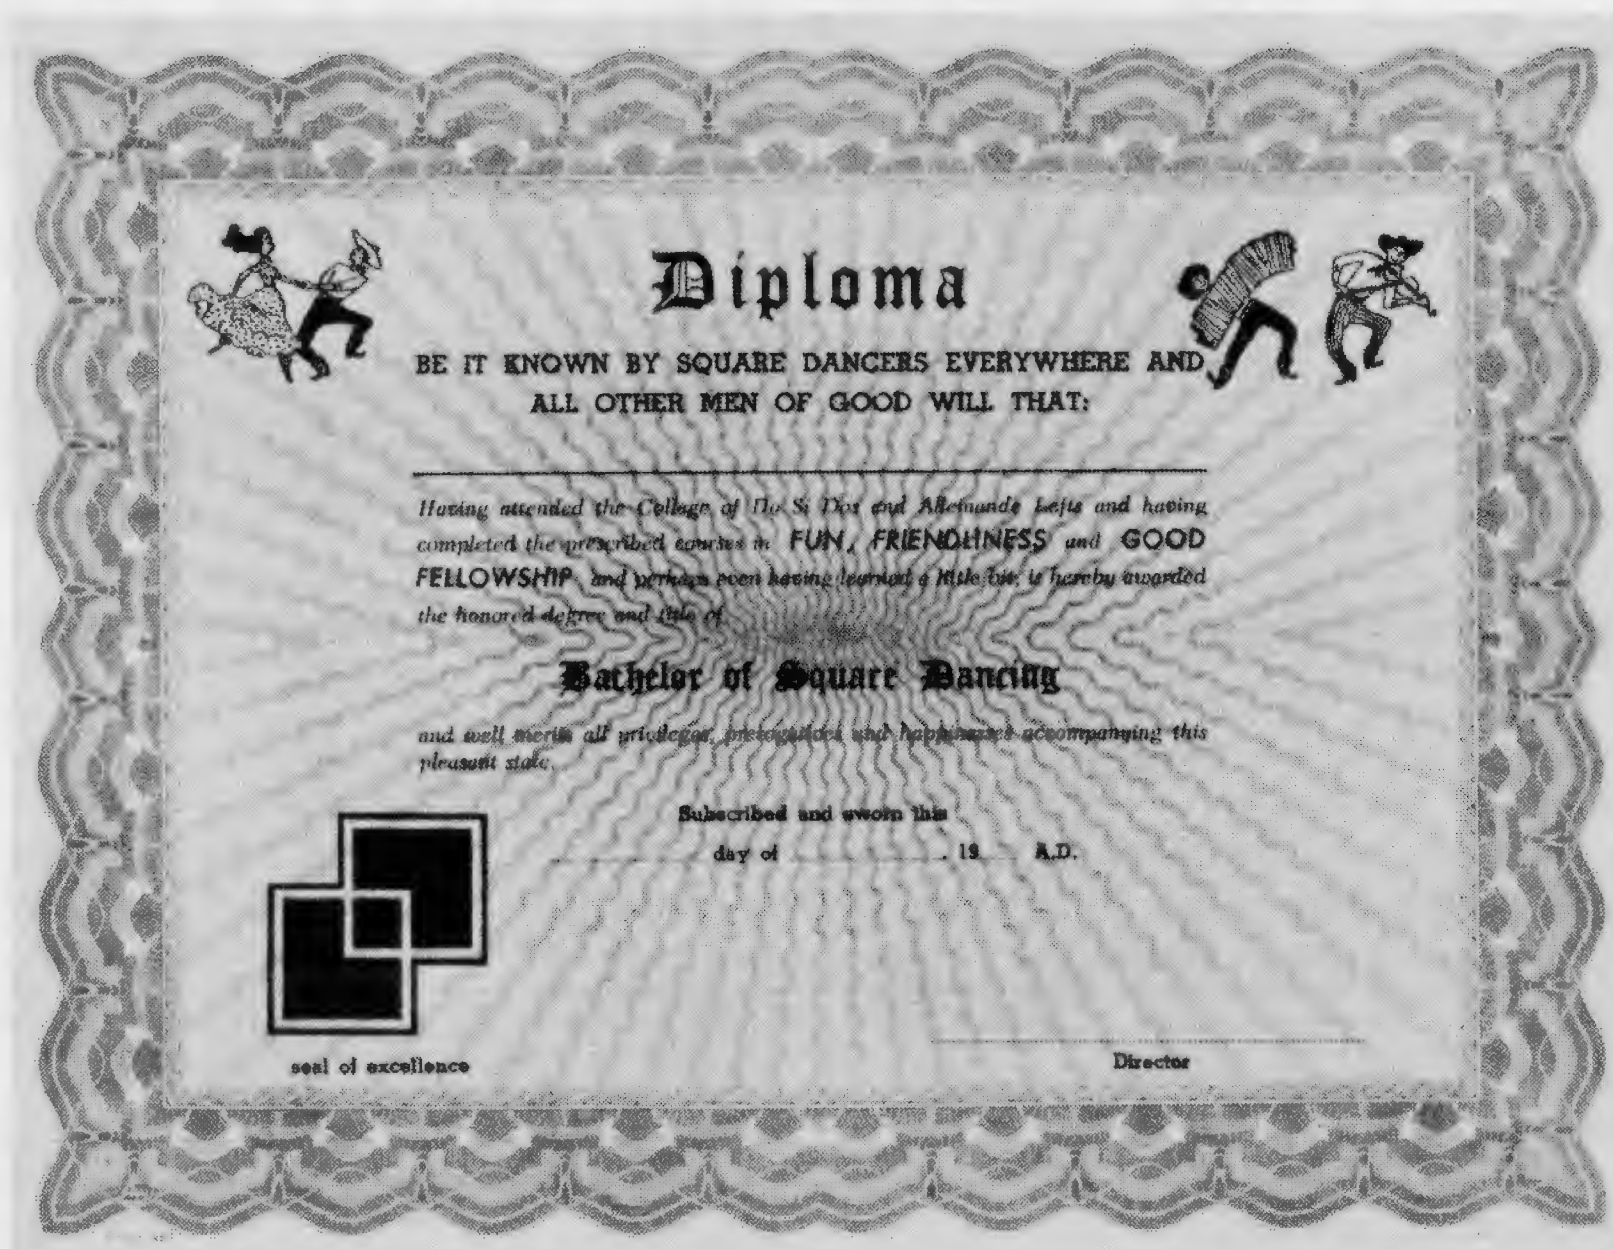 Diploma
BE IT KNOWN BY SQUARE DANCERS EVERYWHERE AND
ALL OTHER MEN OF GOOD WILL THAT:
Having attended the College of Do Si Dos and Allemande Lefts and having
completed the prescribed courses in FUN, FRIENDLINESS and GOOD
FELLOWSHIP, and perhaps even having learned a little bit, is hereby awarded
the honored degree and title of
Bachelor of Square Dancing
and well merits all privileges, prerogatives and happinesses accompanying this
pleasant state.
Subscribed and sworn this
day of , 19 A.D.
seal of excellence
Director